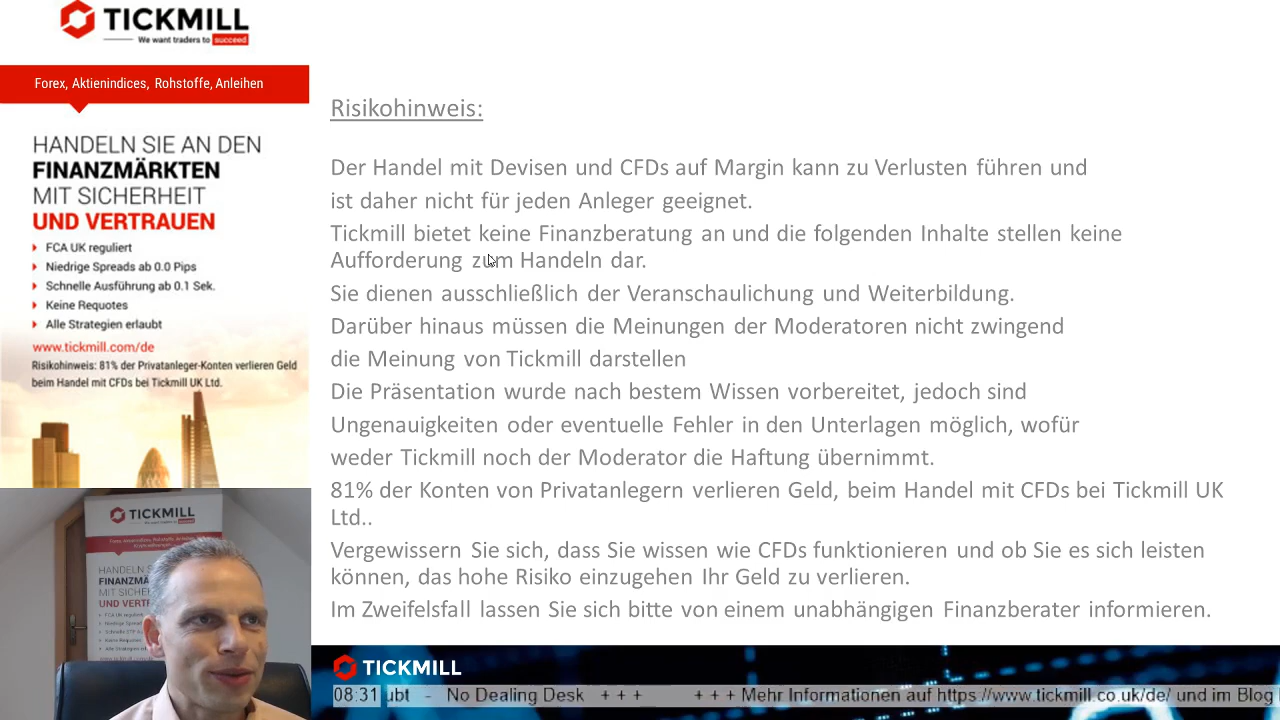 TICKMILL
We want traders to succeed
Forex, Aktienindices, Rohstoffe, Anleihen
HANDELN SIE AN DEN
FINANZMÄRKTEN
MIT SICHERHEIT
UND VERTRAUEN
FCA UK reguliert
Niedrige Spreads ab 0.0 Pips
Schnelle Ausführung ab 0.1 Sek.
Keine Requotes
Alle Strategien erlaubt
www.tickmill.com/de
Risikohinweis: 81% der Privatanleger-Konten verlieren Geld
beim Handel mit CFDs bei Tickmill UK Ltd.
Risikohinweis:
Der Handel mit Devisen und CFDs auf Margin kann zu Verlusten führen und
ist daher nicht für jeden Anleger geeignet.
Tickmill bietet keine Finanzberatung an und die folgenden Inhalte stellen keine
Aufforderung zum Handeln dar.
Sie dienen ausschließlich der Veranschaulichung und Weiterbildung.
Darüber hinaus müssen die Meinungen der Moderatoren nicht zwingend
die Meinung von Tickmill darstellen
Die Präsentation wurde nach bestem Wissen vorbereitet, jedoch sind
Ungenauigkeiten oder eventuelle Fehler in den Unterlagen möglich, wofür
weder Tickmill noch der Moderator die Haftung übernimmt.
81% der Konten von Privatanlegern verlieren Geld, beim Handel mit CFDs bei Tickmill UK
Ltd..
Vergewissern Sie sich, dass Sie wissen wie CFDs funktionieren und ob Sie es sich leisten
können, das hohe Risiko einzugehen Ihr Geld zu verlieren.
Im Zweifelsfall lassen Sie sich bitte von einem unabhängigen Finanzberater informieren.
TICKMILL
HANDELN S
FINANZMÄ
MIT SICHE
UND VERT
TICKMILL
08:31 ubt - No Dealing Desk + + + + + + Mehr Informationen auf https://www.tickmill.co.uk/de/ und im Blog